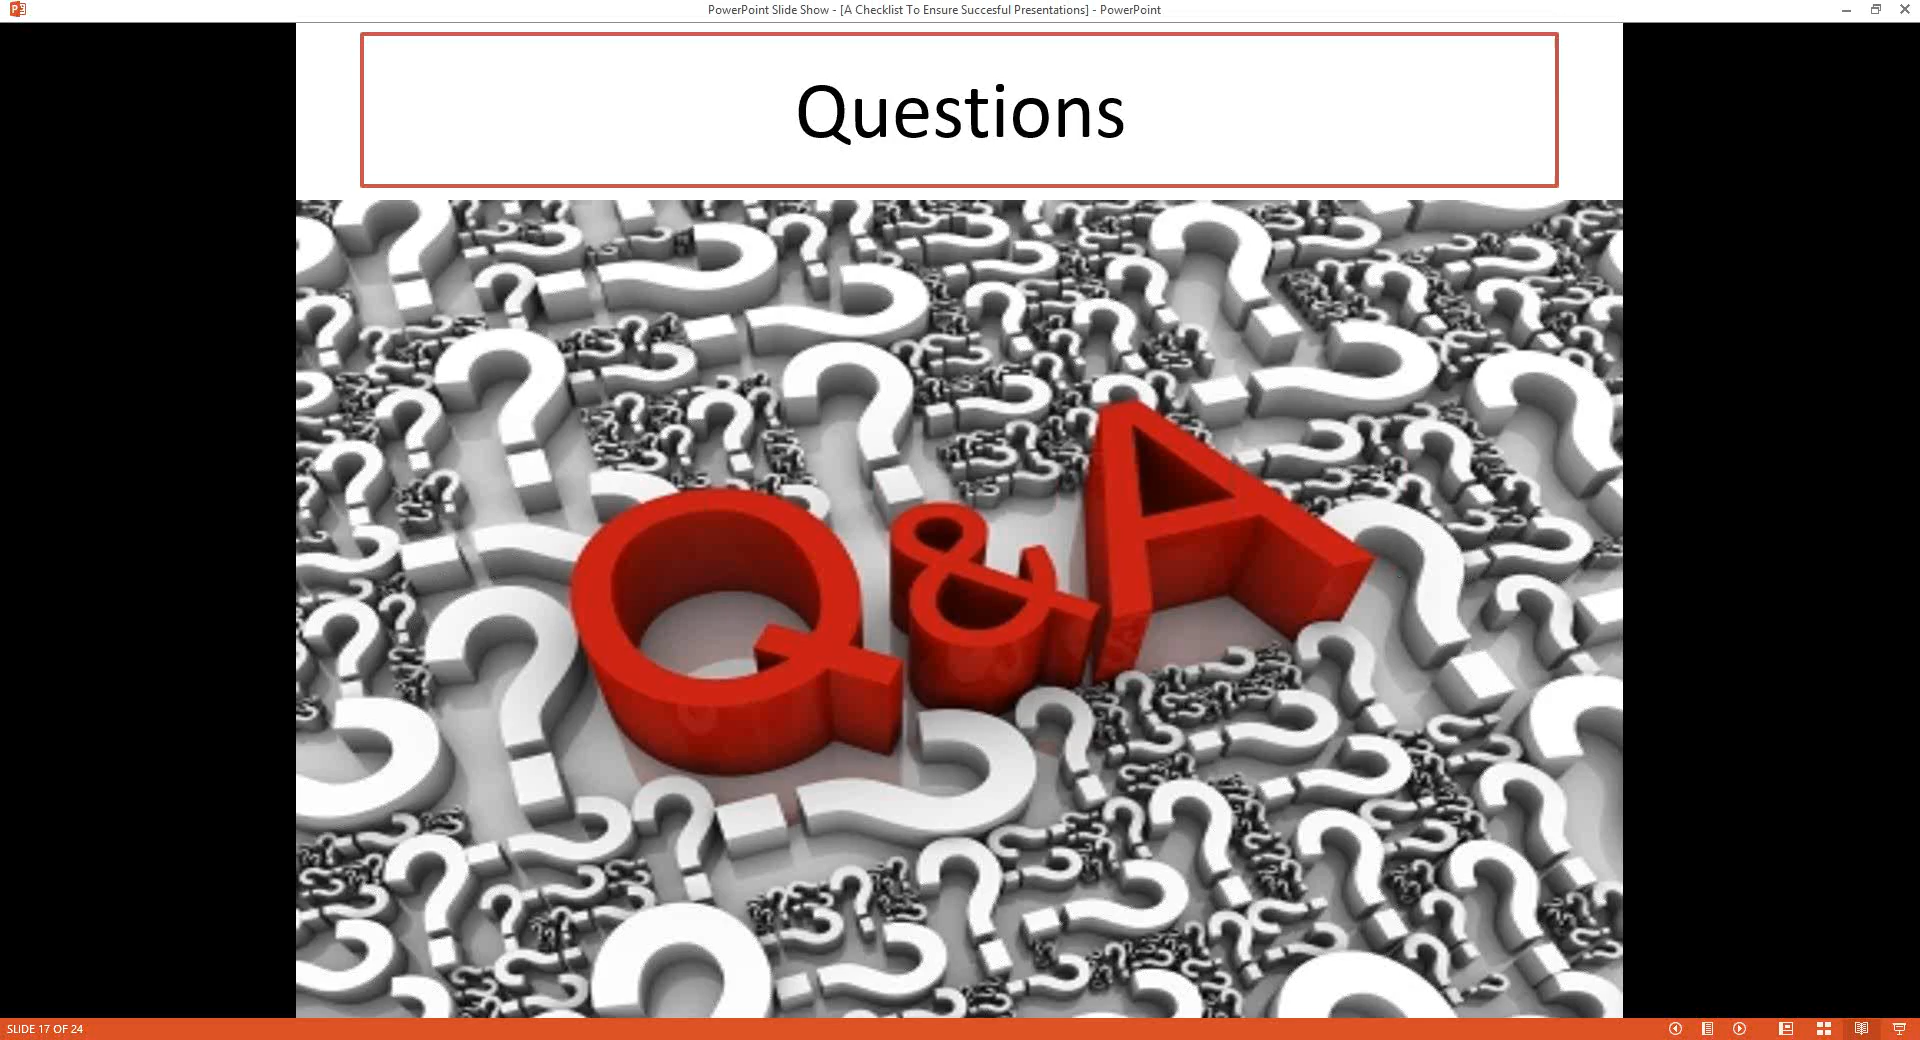 PowerPoint Slide Show - [A Checklist To Ensure Succesful Presentations] - PowerPoint
Questions
Q&A
SLIDE 17 OF 24